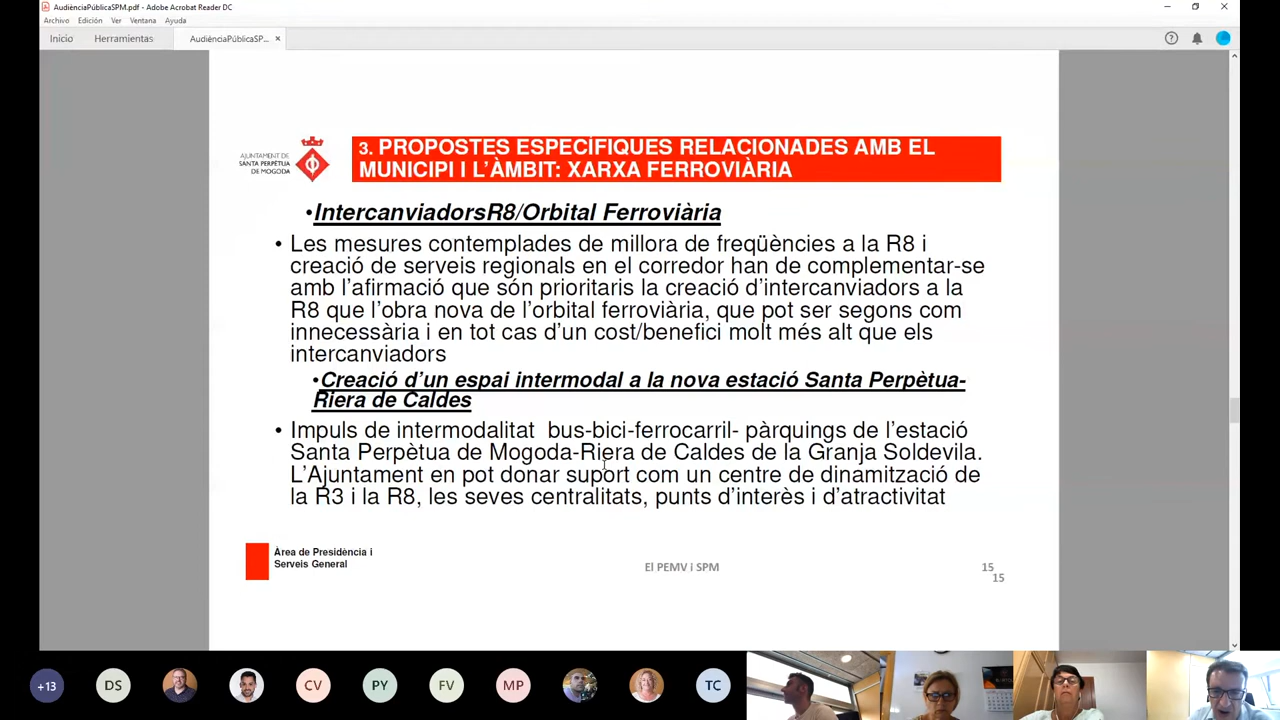 AudiènciaPúblicaSPM.pdf - Adobe Acrobat Reader DC
Archivo Edición Ver Ventana Ayuda
Inicio Herramientas AudiènciaPúblicaSP... ×
AJUNTAMENT DE
SANTA PERPÈTUA
DE MOGODA
3. PROPOSTES ESPECÍFIQUES RELACIONADES AMB EL
MUNICIPI I L'ÀMBIT: XARXA FERROVIÀRIA
•IntercanviadorsR8/Orbital Ferroviària
• Les mesures contemplades de millora de freqüències a la R8 i
creació de serveis regionals en el corredor han de complementar-se
amb l'afirmació que són prioritaris la creació d'intercanviadors a la
R8 que l'obra nova de l'orbital ferroviària, que pot ser segons com
innecessària i en tot cas d'un cost/benefici molt més alt que els
intercanviadors
•Creació d'un espai intermodal a la nova estació Santa Perpètua-
Riera de Caldes
• Impuls de intermodalitat bus-bici-ferrocarril- pàrquings de l'estació
Santa Perpètua de Mogoda-Riera de Caldes de la Granja Soldevila.
L'Ajuntament en pot donar suport com un centre de dinamització de
la R3 i la R8, les seves centralitats, punts d'interès i d'atractivitat
Àrea de Presidència i
Serveis General
El PEMV i SPM
15
15
+13 DS CV PY FV MP TC